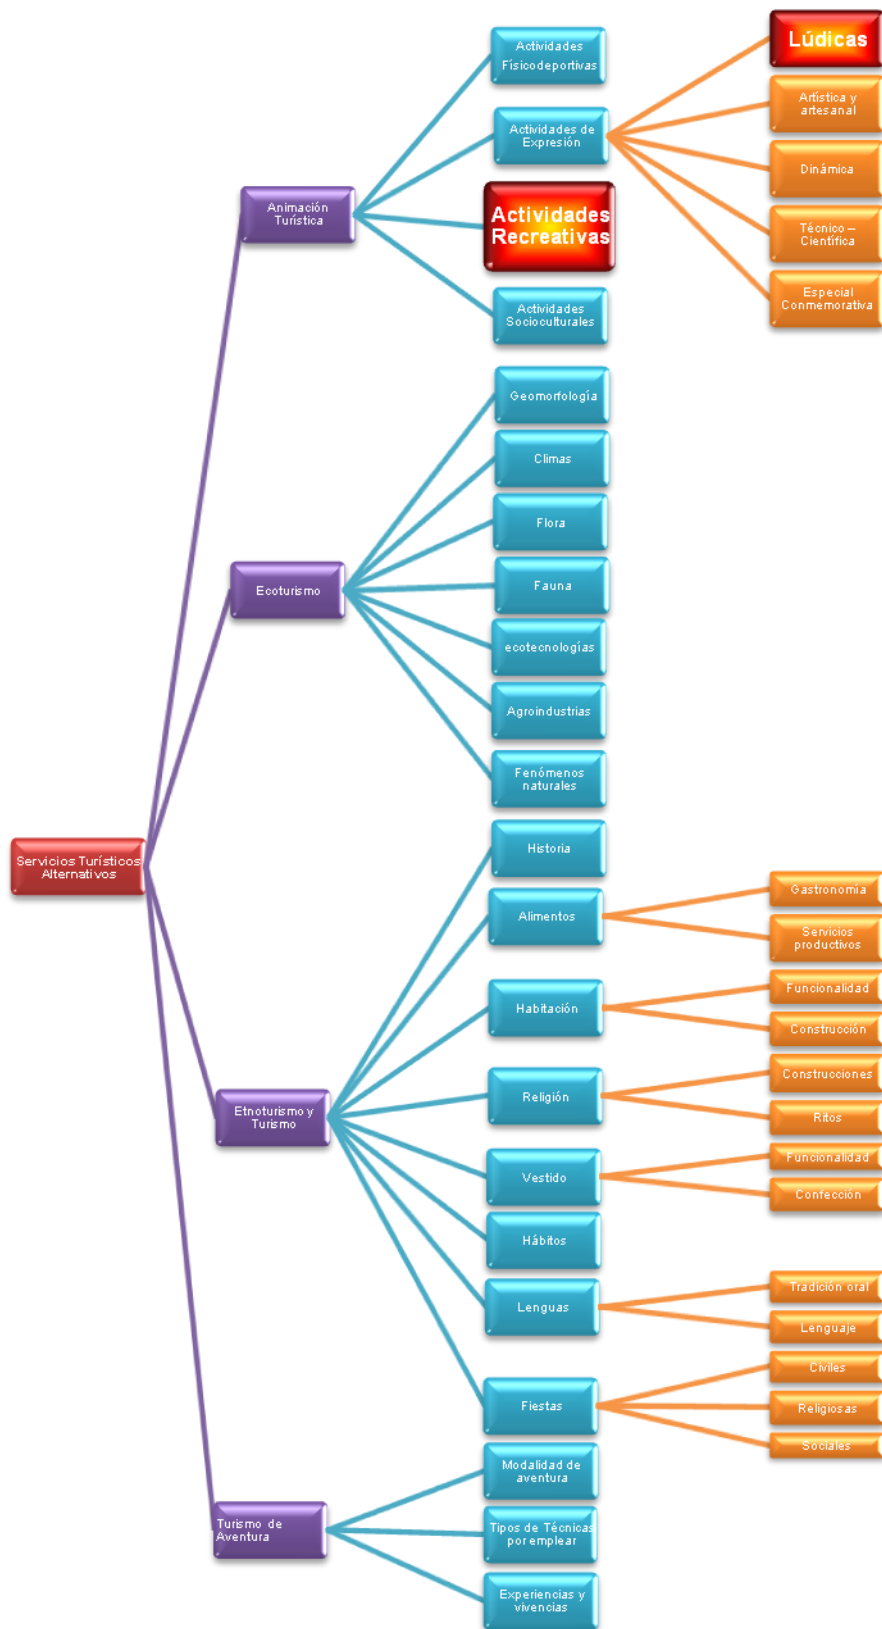 Servicios Turísticos
Alternativos
Animación
Turística
Actividades
Físicodeportivas
Actividades de
Expresión
Lúdicas
Artística y
artesanal
Dinámica
Técnico –
Científica
Especial
Conmemorativa
Actividades
Recreativas
Actividades
Socioculturales
Ecoturismo
Geomorfología
Climas
Flora
Fauna
ecotecnologías
Agroindustrias
Fenómenos
naturales
Etnoturismo y
Turismo
Historia
Alimentos
Gastronomía
Servicios
productivos
Habitación
Funcionalidad
Construcción
Religión
Construcciones
Ritos
Vestido
Funcionalidad
Confección
Hábitos
Lenguas
Tradición oral
Lenguaje
Fiestas
Civiles
Religiosas
Sociales
Turismo de
Aventura
Modalidad de
aventura
Tipos de Técnicas
por emplear
Experiencias y
vivencias